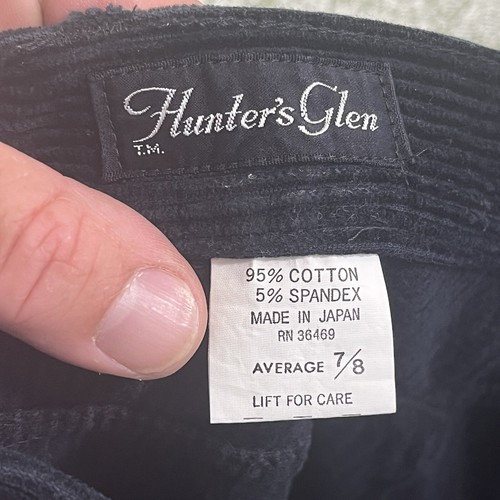 Hunter's Glen
T.M.
95% COTTON
5% SPANDEX
MADE IN JAPAN
RN 36469
AVERAGE 7/8
LIFT FOR CARE